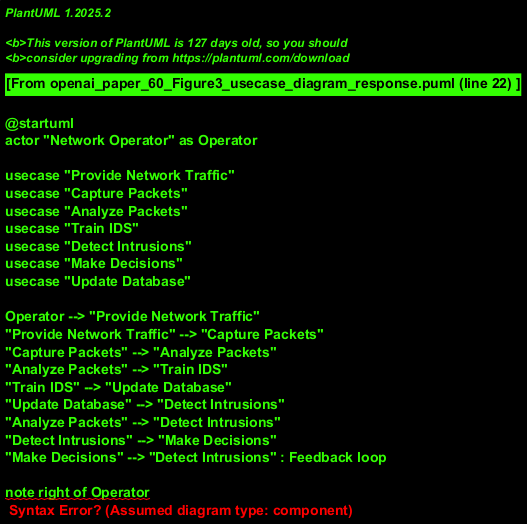 PlantUML 1.2025.2
<b>This version of PlantUML is 127 days old, so you should
<b>consider upgrading from https://plantuml.com/download
[From openai_paper_60_Figure3_usecase_diagram_response.puml (line 22) ]
@startuml
actor "Network Operator" as Operator
usecase "Provide Network Traffic"
usecase "Capture Packets"
usecase "Analyze Packets"
usecase "Train IDS"
usecase "Detect Intrusions"
usecase "Make Decisions"
usecase "Update Database"
Operator --> "Provide Network Traffic"
"Provide Network Traffic" --> "Capture Packets"
"Capture Packets" --> "Analyze Packets"
"Analyze Packets" --> "Train IDS"
"Train IDS" --> "Update Database"
"Update Database" --> "Detect Intrusions"
"Analyze Packets" --> "Detect Intrusions"
"Detect Intrusions" --> "Make Decisions"
"Make Decisions" --> "Detect Intrusions" : Feedback loop
note right of Operator
Syntax Error? (Assumed diagram type: component)